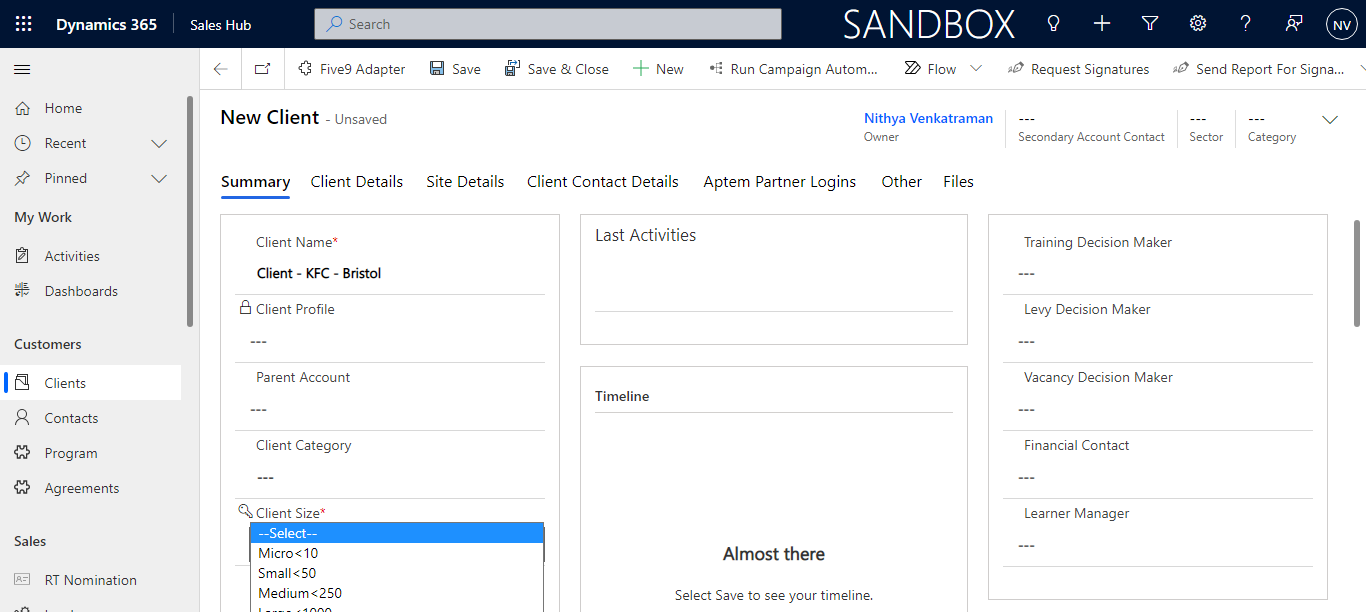 Dynamics 365
Sales Hub
Search
SANDBOX
NV
Five9 Adapter
Save
Save & Close
New
Run Campaign Autom...
Flow
Request Signatures
Send Report For Signa...
Home
Recent
Pinned
My Work
Activities
Dashboards
Customers
Clients
Contacts
Program
Agreements
Sales
RT Nomination
New Client - Unsaved
Nithya Venkatraman
Owner
---
Secondary Account Contact
---
Sector
---
Category
Summary
Client Details
Site Details
Client Contact Details
Aptem Partner Logins
Other
Files
Client Name*
Client - KFC - Bristol
Client Profile
---
Parent Account
---
Client Category
---
Client Size*
--Select--
Micro<10
Small<50
Medium<250
Large<1000
Last Activities
Timeline
Almost there
Select Save to see your timeline.
Training Decision Maker
---
Levy Decision Maker
---
Vacancy Decision Maker
---
Financial Contact
---
Learner Manager
---